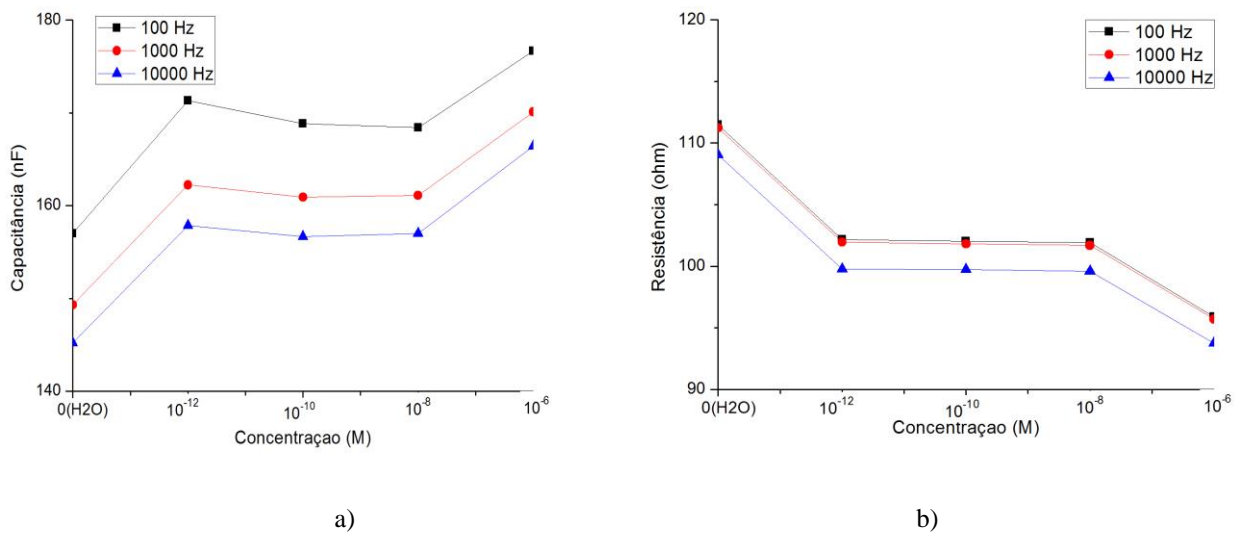 180
160
140
Capacitância (nF)
100 Hz
1000 Hz
10000 Hz
0(H2O)
10^-12
10^-10
10^-8
10^-6
Concentraçao (M)
a)
120
110
100
90
Resistência (ohm)
100 Hz
1000 Hz
10000 Hz
0(H2O)
10^-12
10^-10
10^-8
10^-6
Concentraçao (M)
b)